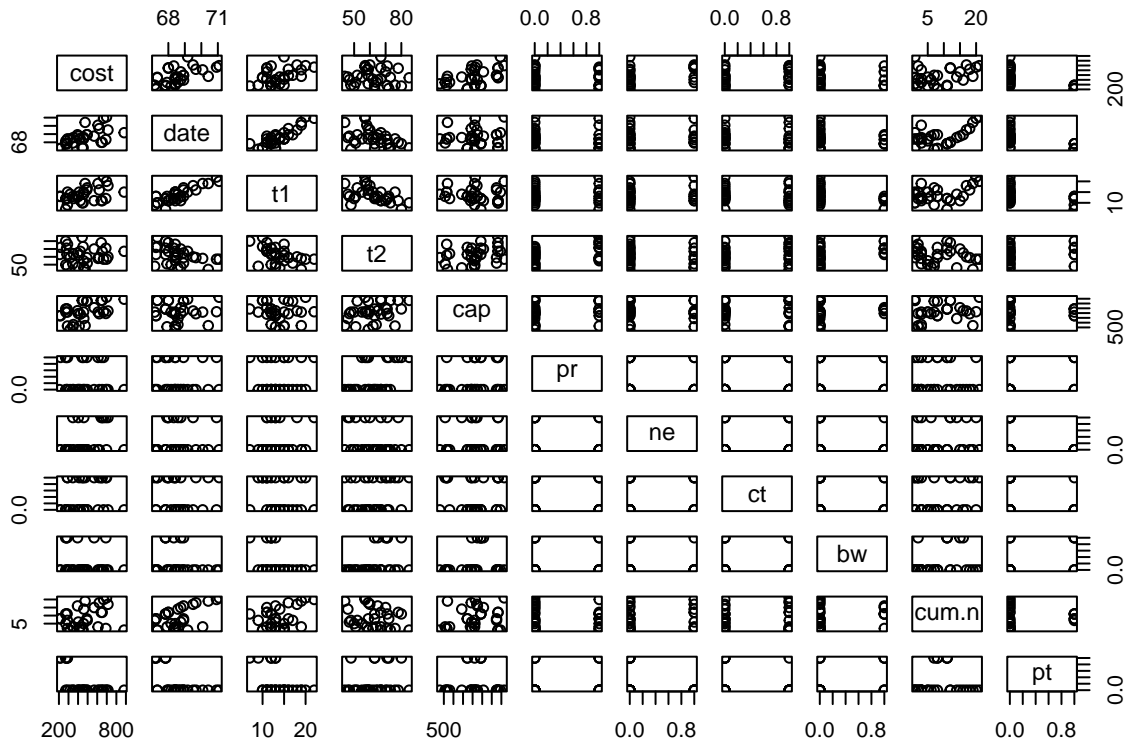 68 71 50 80 0.0 0.8 0.0 0.8 5 20
cost 200
68 date
t1 10
50 t2
cap 500
0.0 pr
ne 0.0
0.0 ct
bw 0.0
5 cum.n
pt 0.0
200 800 10 20 500 0.0 0.8 0.0 0.8 0.0 0.8